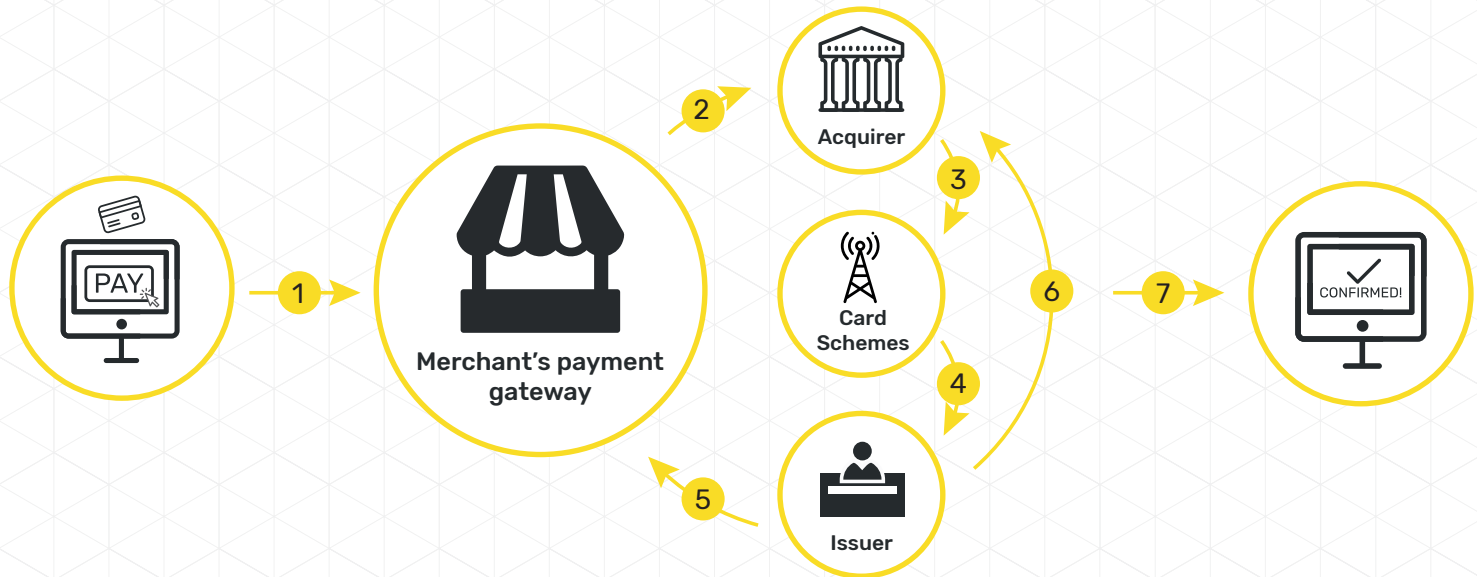 PAY
1
Merchant's payment
gateway
2
Acquirer
3
Card
Schemes
4
Issuer
5
6
7
CONFIRMED!